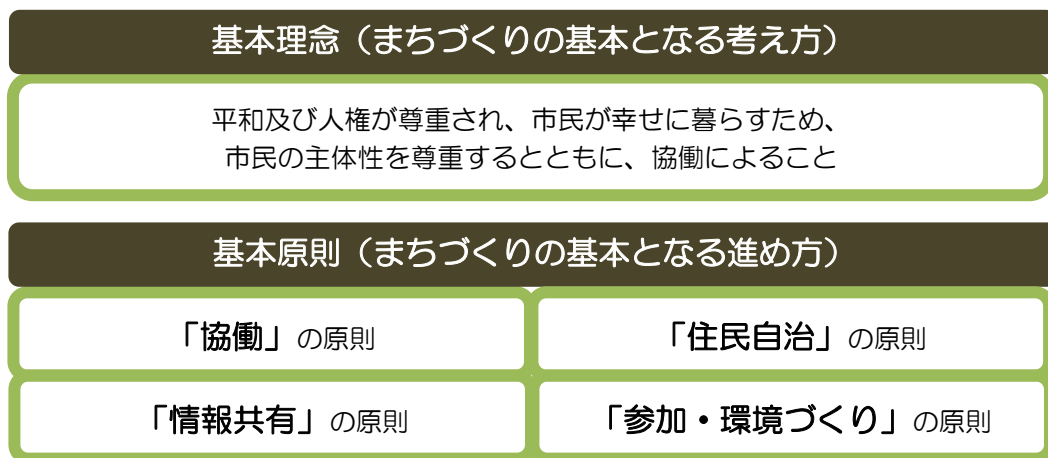 基本理念（まちづくりの基本となる考え方）
平和及び人権が尊重され、市民が幸せに暮らすため、
市民の主体性を尊重するとともに、協働によること
基本原則（まちづくりの基本となる進め方）
「協働」の原則
「住民自治」の原則
「情報共有」の原則
「参加・環境づくり」の原則